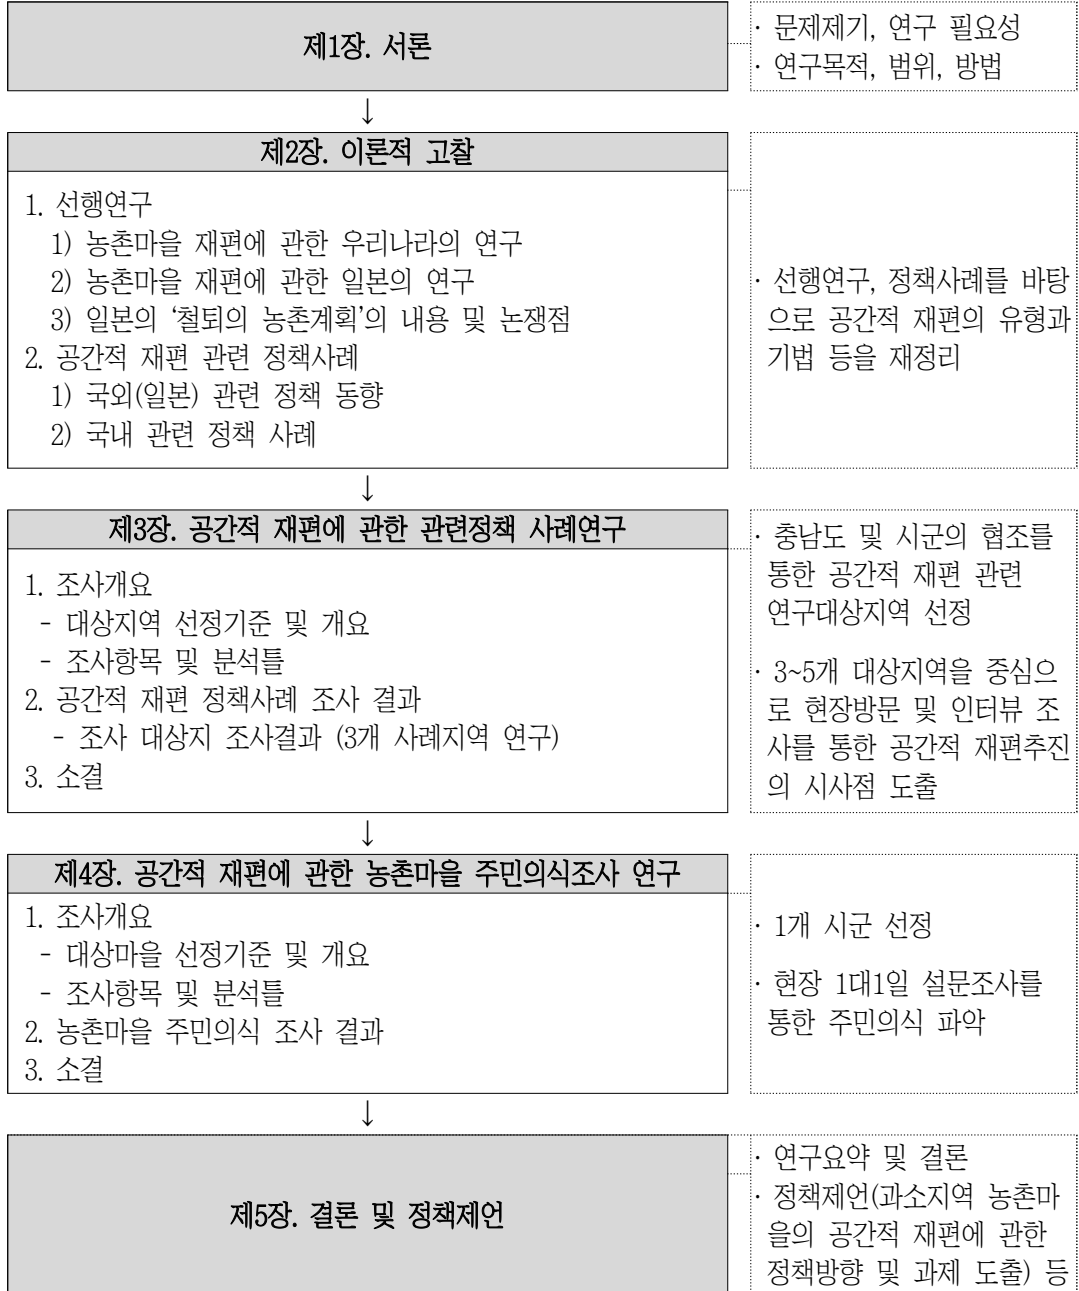 제1장. 서론
· 문제제기, 연구 필요성
· 연구목적, 범위, 방법
↓
제2장. 이론적 고찰
1. 선행연구
1) 농촌마을 재편에 관한 우리나라의 연구
2) 농촌마을 재편에 관한 일본의 연구
3) 일본의 ‘철퇴의 농촌계획’의 내용 및 논쟁점
2. 공간적 재편 관련 정책사례
1) 국외(일본) 관련 정책 동향
2) 국내 관련 정책 사례
· 선행연구, 정책사례를 바탕
으로 공간적 재편의 유형과
기법 등을 재정리
↓
제3장. 공간적 재편에 관한 관련정책 사례연구
1. 조사개요
- 대상지역 선정기준 및 개요
- 조사항목 및 분석틀
2. 공간적 재편 정책사례 조사 결과
- 조사 대상지 조사결과 (3개 사례지역 연구)
3. 소결
· 충남도 및 시군의 협조를
통한 공간적 재편 관련
연구대상지역 선정
· 3~5개 대상지역을 중심으
로 현장방문 및 인터뷰 조
사를 통한 공간적 재편추진
의 시사점 도출
↓
제4장. 공간적 재편에 관한 농촌마을 주민의식조사 연구
1. 조사개요
- 대상마을 선정기준 및 개요
- 조사항목 및 분석틀
2. 농촌마을 주민의식 조사 결과
3. 소결
· 1개 시군 선정
· 현장 1대1일 설문조사를
통한 주민의식 파악
↓
제5장. 결론 및 정책제언
· 연구요약 및 결론
· 정책제언(과소지역 농촌마
을의 공간적 재편에 관한
정책방향 및 과제 도출) 등